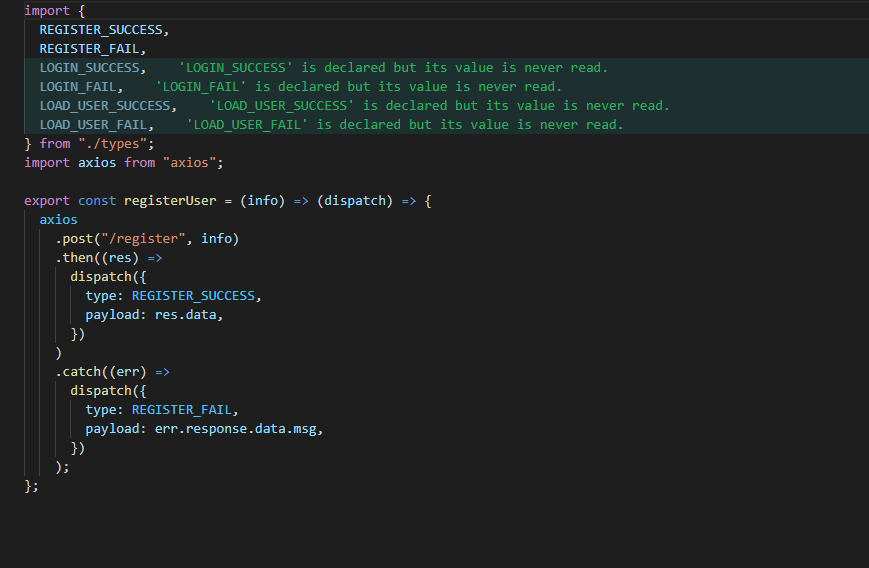 import {
  REGISTER_SUCCESS,
  REGISTER_FAIL,
  LOGIN_SUCCESS,    'LOGIN_SUCCESS' is declared but its value is never read.
  LOGIN_FAIL,    'LOGIN_FAIL' is declared but its value is never read.
  LOAD_USER_SUCCESS,    'LOAD_USER_SUCCESS' is declared but its value is never read.
  LOAD_USER_FAIL,    'LOAD_USER_FAIL' is declared but its value is never read.
} from "./types";
import axios from "axios";

export const registerUser = (info) => (dispatch) => {
  axios
    .post("/register", info)
    .then((res) =>
      dispatch({
        type: REGISTER_SUCCESS,
        payload: res.data,
      })
    )
    .catch((err) =>
      dispatch({
        type: REGISTER_FAIL,
        payload: err.response.data.msg,
      })
    );
};